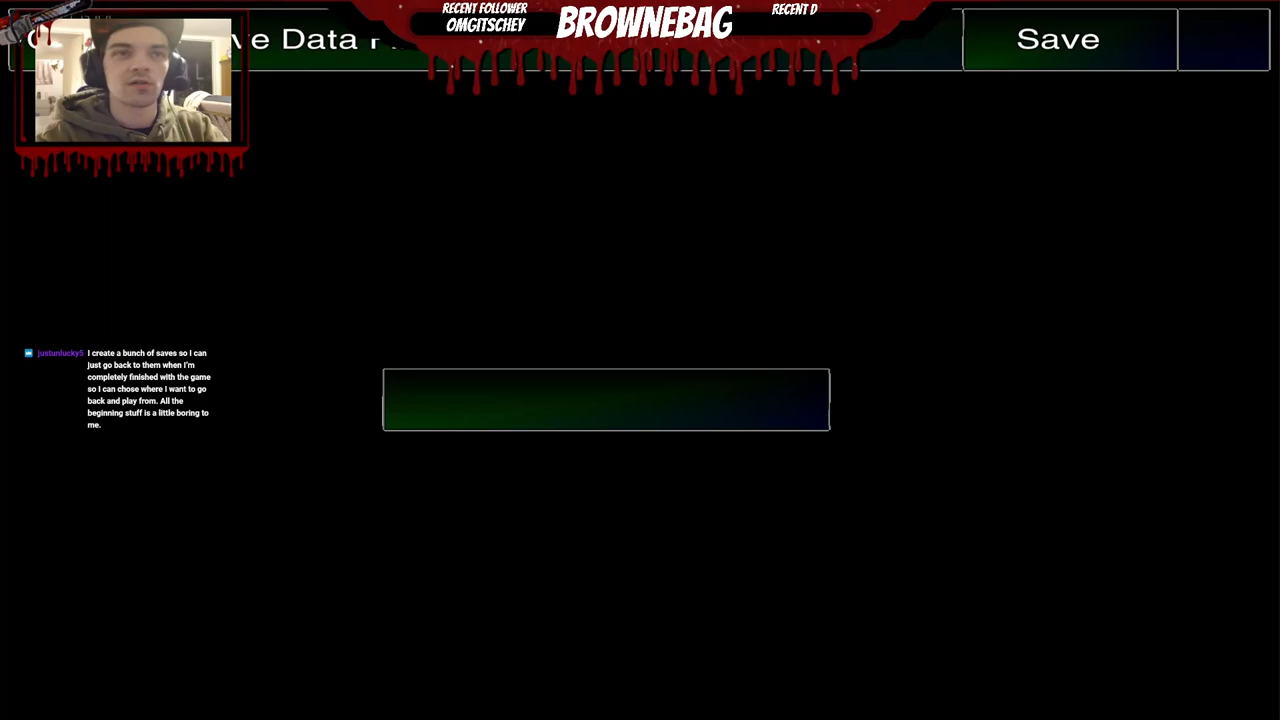 RECENT FOLLOWER
OMGITSCHEY
BROWNEBAG
RECENT D
Data
Save
justunlucky5 I create a bunch of saves so I can
just go back to them when I'm
completely finished with the game
so I can chose where I want to go
back and play from. All the
beginning stuff is a little boring to
me.